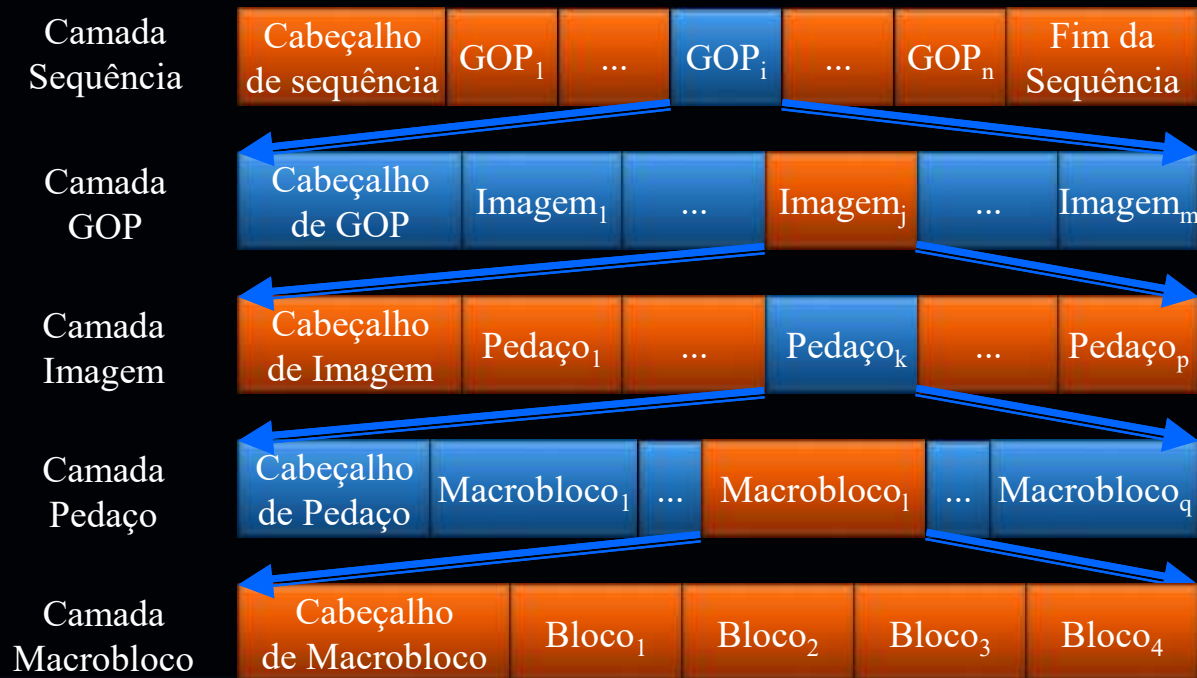 Camada
Sequência
Cabeçalho
de sequência
GOP₁
...
GOPᵢ
...
GOPₙ
Fim da
Sequência
Camada
GOP
Cabeçalho
de GOP
Imagem₁
...
Imagemⱼ
...
Imagemₘ
Camada
Imagem
Cabeçalho
de Imagem
Pedaço₁
...
Pedaçoₖ
...
Pedaçoₚ
Camada
Pedaço
Cabeçalho
de Pedaço
Macrobloco₁
...
Macroblocoₗ
...
Macrobloco_q
Camada
Macrobloco
Cabeçalho
de Macrobloco
Bloco₁
Bloco₂
Bloco₃
Bloco₄